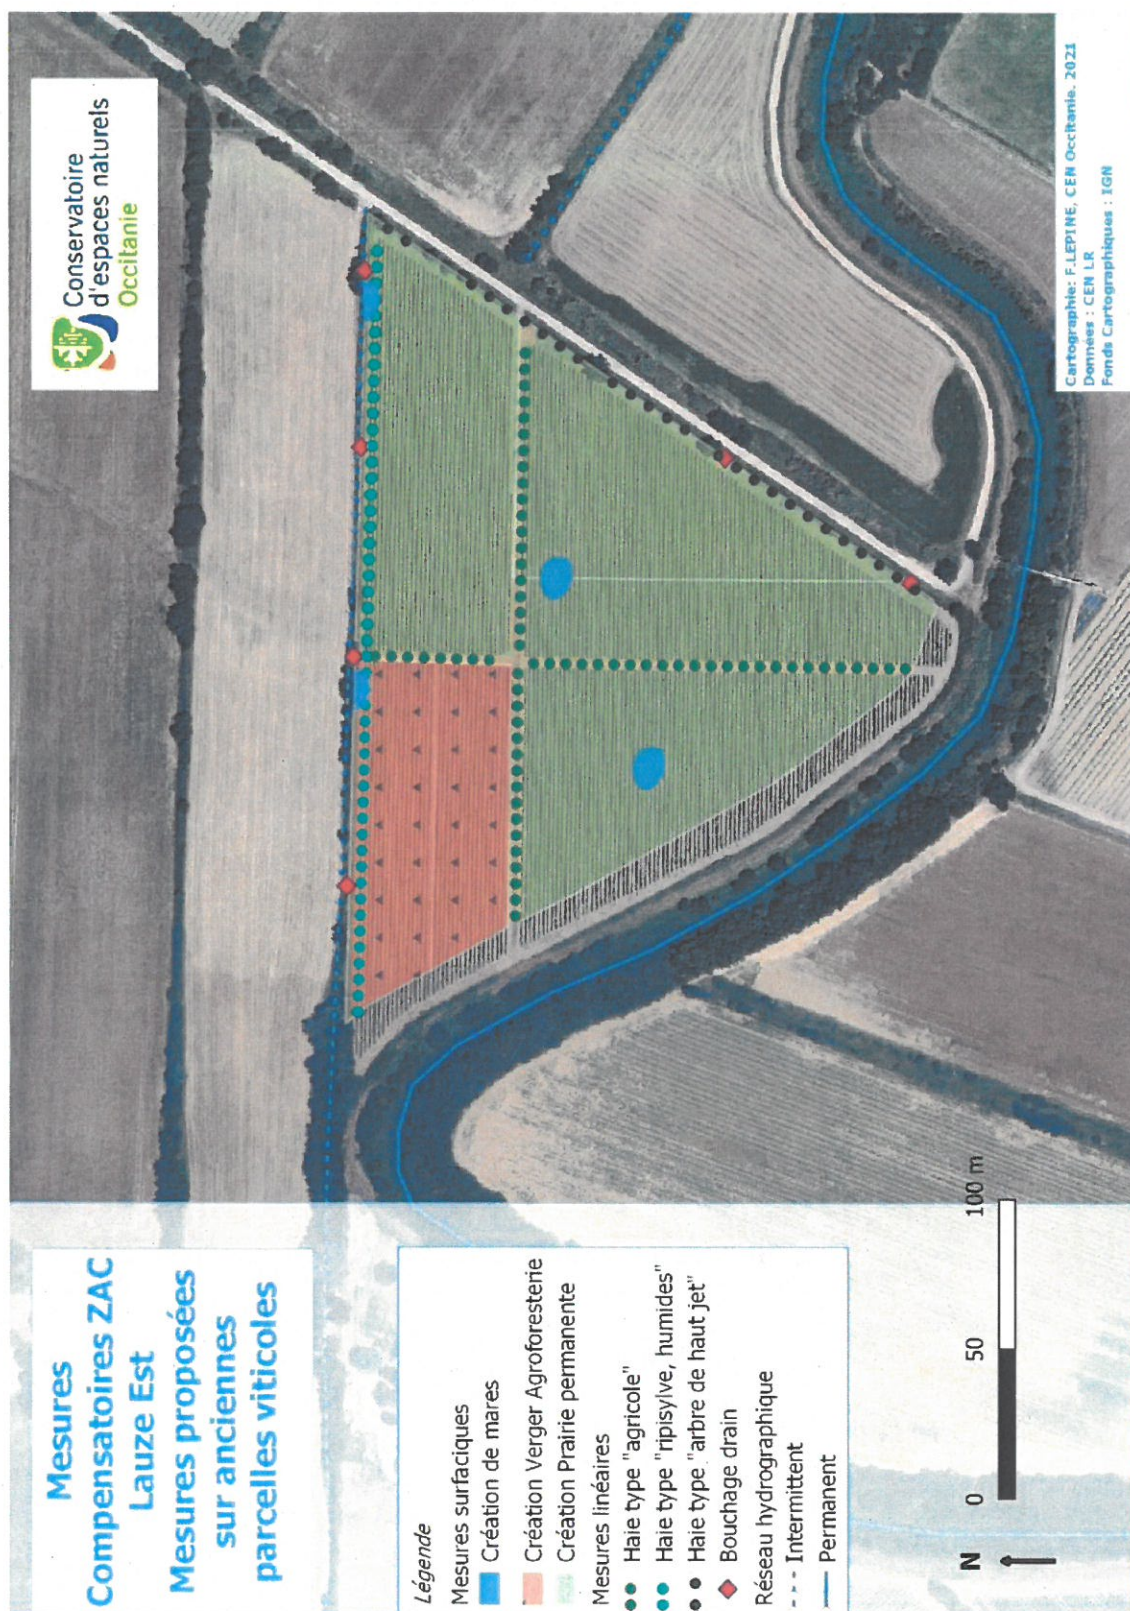 Mesures
Compensatoires ZAC
Lauze Est
Mesures proposées
sur anciennes
parcelles viticoles
Légende
Mesures surfaciques
Création de mares
Création Verger Agroforesterie
Création Prairie permanente
Mesures linéaires
Haie type "agricole"
Haie type "ripisylve, humides"
Haie type "arbre de haut jet"
Bouchage drain
Réseau hydrographique
Intermittent
Permanent
N
0
50
100 m
Conservatoire
d'espaces naturels
Occitanie
Cartographie: F.LEPINE, CEN Occitanie. 2021
Données : CEN LR
Fonds Cartographiques : IGN